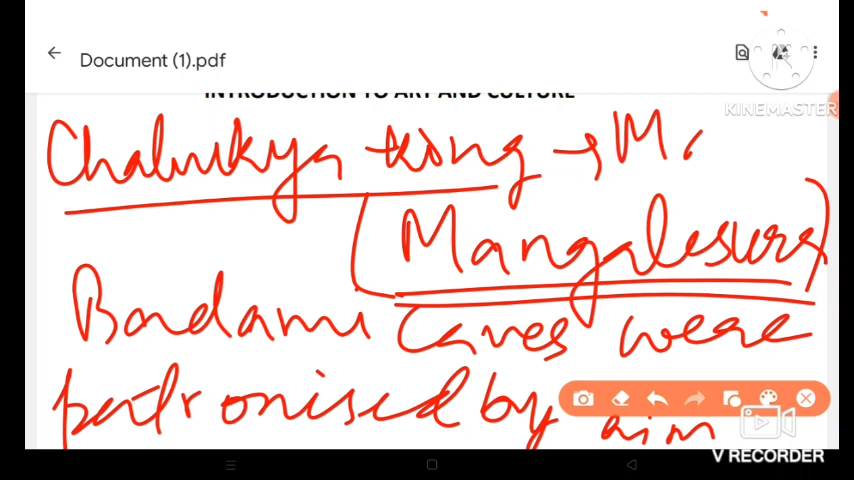 Document (1).pdf
KINEMASTER
INTRODUCTION TO ART AND CULTURE
Chalukya king → Ma
(Mangalesura)
Badami Caves were
patronised by him
V RECORDER